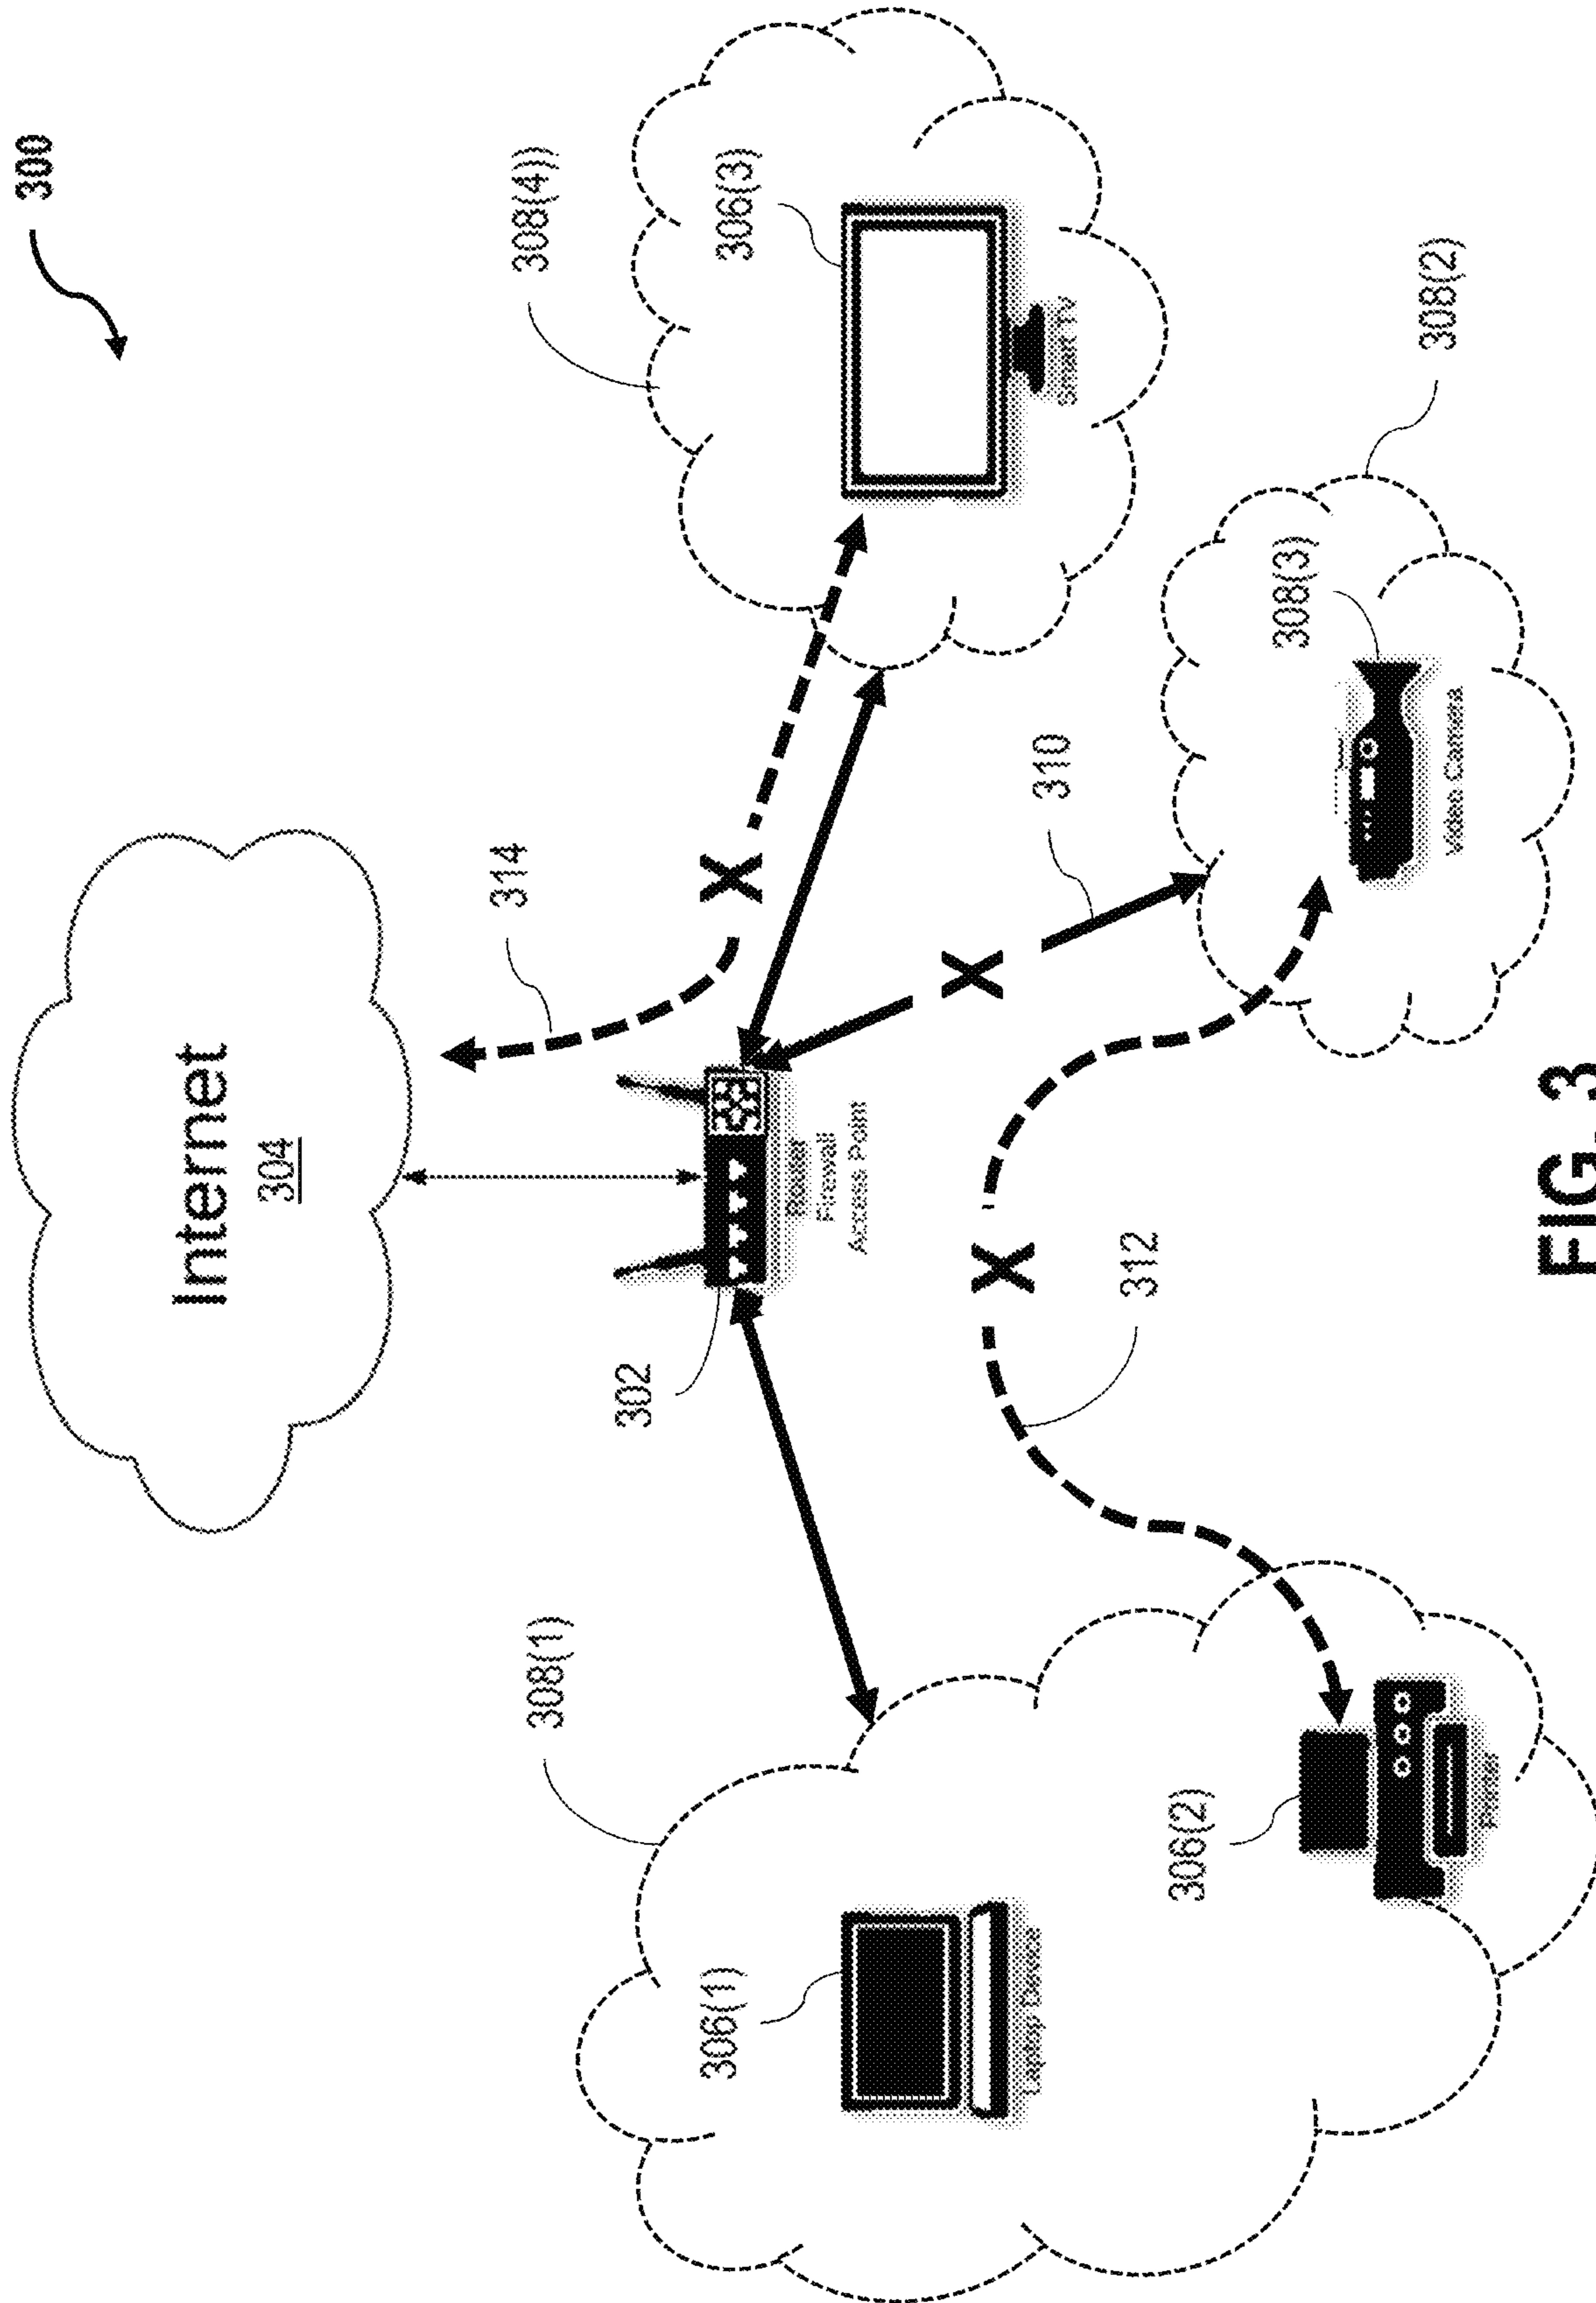 300
Internet
304
314
308(4))
306(3)
Smart TV
302
Router
Firewall
Access Point
308(1)
306(1)
Laptop Device
310
308(2)
308(3)
Video Camera
312
306(2)
Printer
FIG. 3